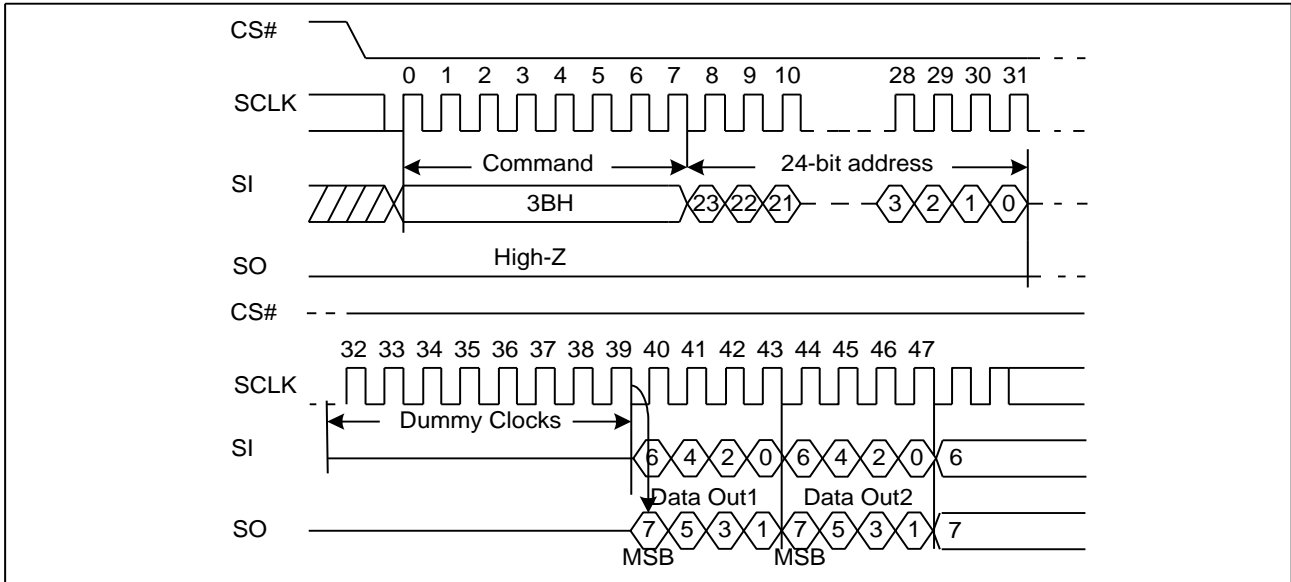 CS#
0 1 2 3 4 5 6 7 8 9 10 28 29 30 31
SCLK
Command 24-bit address
SI
3BH 23 22 21 3 2 1 0
High-Z
SO
CS#
32 33 34 35 36 37 38 39 40 41 42 43 44 45 46 47
SCLK
Dummy Clocks
SI
6 4 2 0 6 4 2 0 6
Data Out1 Data Out2
SO
7 5 3 1 7 5 3 1 7
MSB MSB